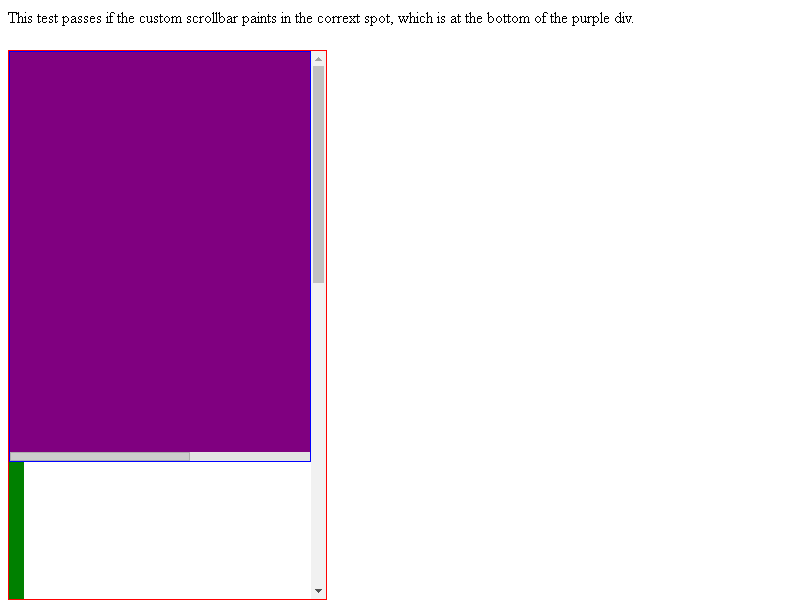 This test passes if the custom scrollbar paints in the corrext spot, which is at the bottom of the purple div.